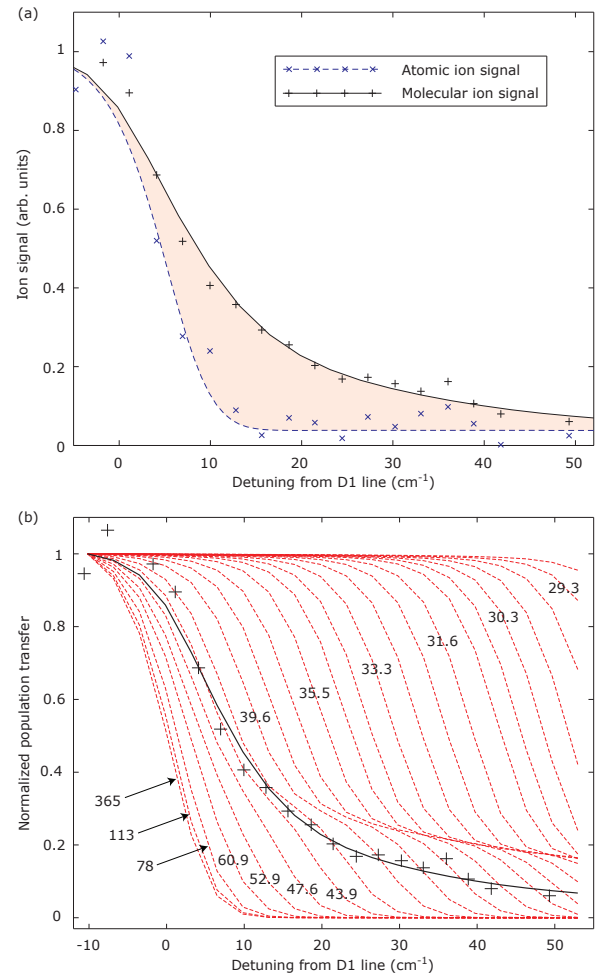 (a)
1
0.8
0.6
0.4
0.2
0
Ion signal (arb. units)
Atomic ion signal
Molecular ion signal
0 10 20 30 40 50
Detuning from D1 line (cm⁻¹)
(b)
1
0.8
0.6
0.4
0.2
0
Normalized population transfer
29.3
30.3
31.6
33.3
35.5
39.6
365
113
78
60.9
52.9
47.6
43.9
-10 0 10 20 30 40 50
Detuning from D1 line (cm⁻¹)